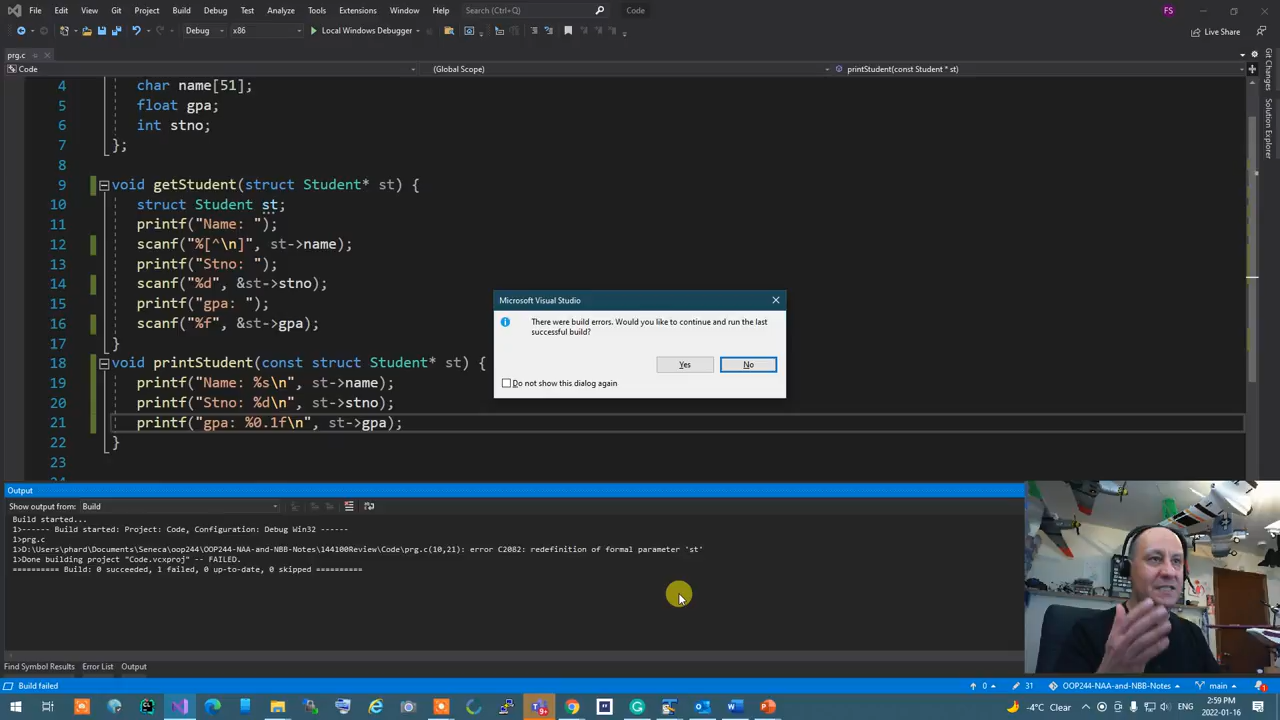 File Edit View Git Project Build Debug Test Analyze Tools Extensions Window Help Search (Ctrl+Q) Code FS
Debug x86 Local Windows Debugger Live Share
prg.c
Code (Global Scope) printStudent(const Student * st)
4 char name[51];
5 float gpa;
6 int stno;
7 };
8
9 void getStudent(struct Student* st) {
10 struct Student st;
11 printf("Name: ");
12 scanf("%[^\n]", st->name);
13 printf("Stno: ");
14 scanf("%d", &st->stno);
15 printf("gpa: ");
16 scanf("%f", &st->gpa);
17 }
18 void printStudent(const struct Student* st) {
19 printf("Name: %s\n", st->name);
20 printf("Stno: %d\n", st->stno);
21 printf("gpa: %0.1f\n", st->gpa);
22 }
23
24
Git Changes
Solution Explorer
Microsoft Visual Studio
There were build errors. Would you like to continue and run the last
successful build?
Yes No
Do not show this dialog again
Output
Show output from: Build
Build started...
1>------ Build started: Project: Code, Configuration: Debug Win32 ------
1>prg.c
1>D:\Users\phard\Documents\Seneca\oop244\OOP244-NAA-and-NBB-Notes\144100Review\Code\prg.c(10,21): error C2082: redefinition of formal parameter 'st'
1>Done building project "Code.vcxproj" -- FAILED.
========== Build: 0 succeeded, 1 failed, 0 up-to-date, 0 skipped ==========
Find Symbol Results Error List Output
Build failed 0 31 OOP244-NAA-and-NBB-Notes main 1
-4°C Clear 2:59 PM
2022-01-16